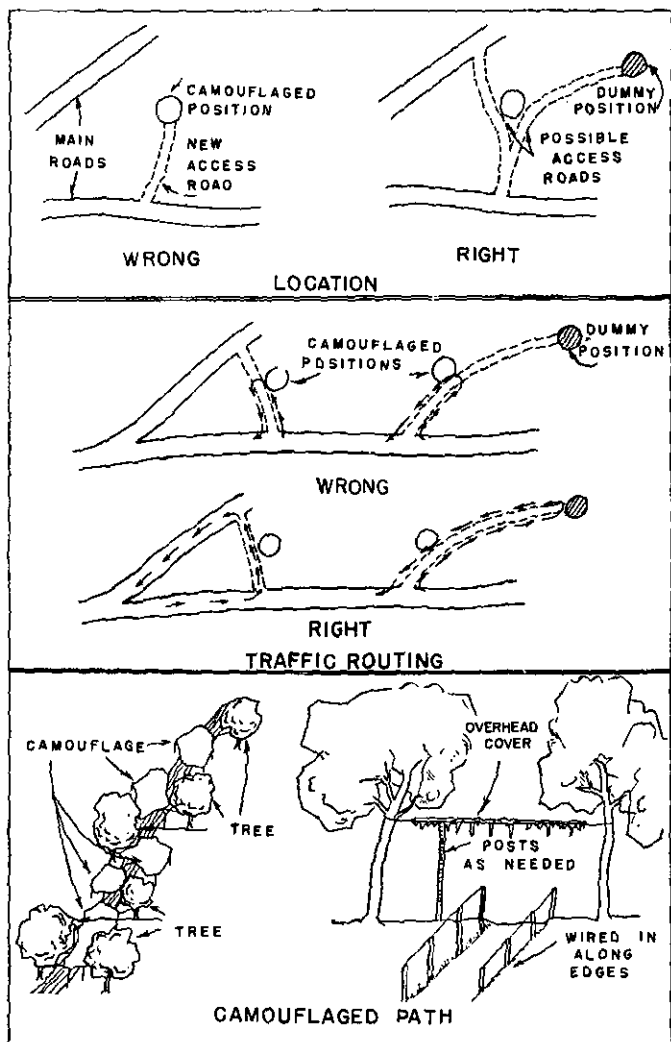 CAMOUFLAGED
POSITION
MAIN
ROADS
NEW
ACCESS
ROAD
WRONG
DUMMY
POSITION
POSSIBLE
ACCESS
ROADS
RIGHT
LOCATION
CAMOUFLAGED
POSITIONS
DUMMY
POSITION
WRONG
RIGHT
TRAFFIC ROUTING
CAMOUFLAGE
TREE
TREE
OVERHEAD
COVER
POSTS
AS NEEDED
WIRED IN
ALONG
EDGES
CAMOUFLAGED PATH